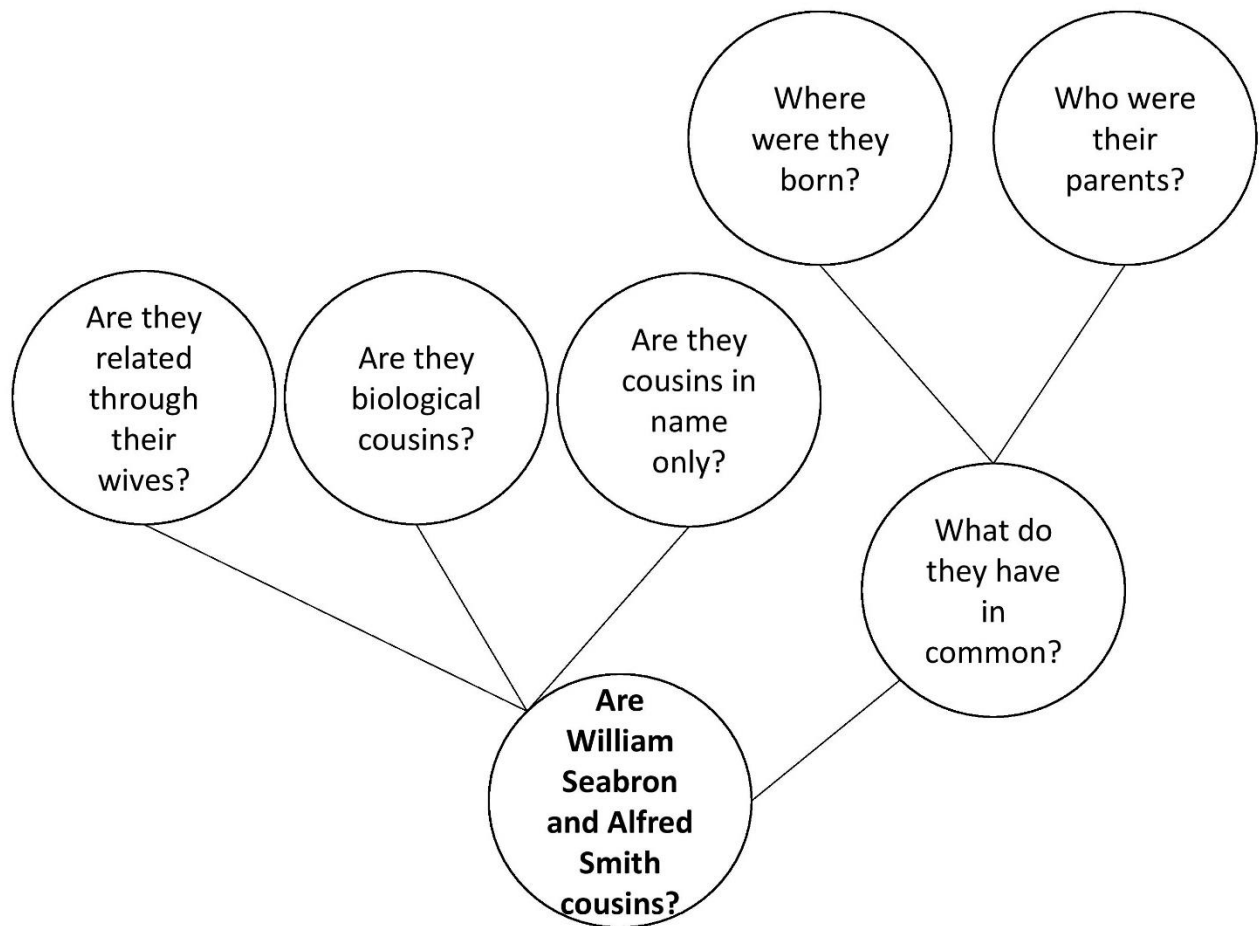 Where
were they
born?
Who were
their
parents?
Are they
related
through
their
wives?
Are they
biological
cousins?
Are they
cousins in
name
only?
What do
they have
in
common?
Are
William
Seabron
and Alfred
Smith
cousins?